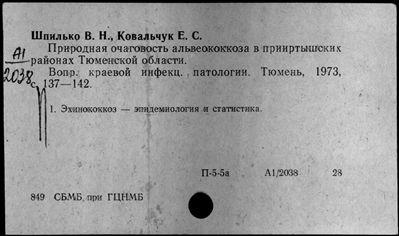 Шпилько В. Н., Ковальчук Е. С.
Природная очаговость альвеококкоза в прииртышских
районах Тюменской области.
Вопр. краевой инфекц. патологии. Тюмень, 1973,
с. 137—142.
А1
2038
1. Эхинококкоз — эпидемиология и статистика.
П-5-5а А1/2038 28
849 СБМБ при ГЦНМБ